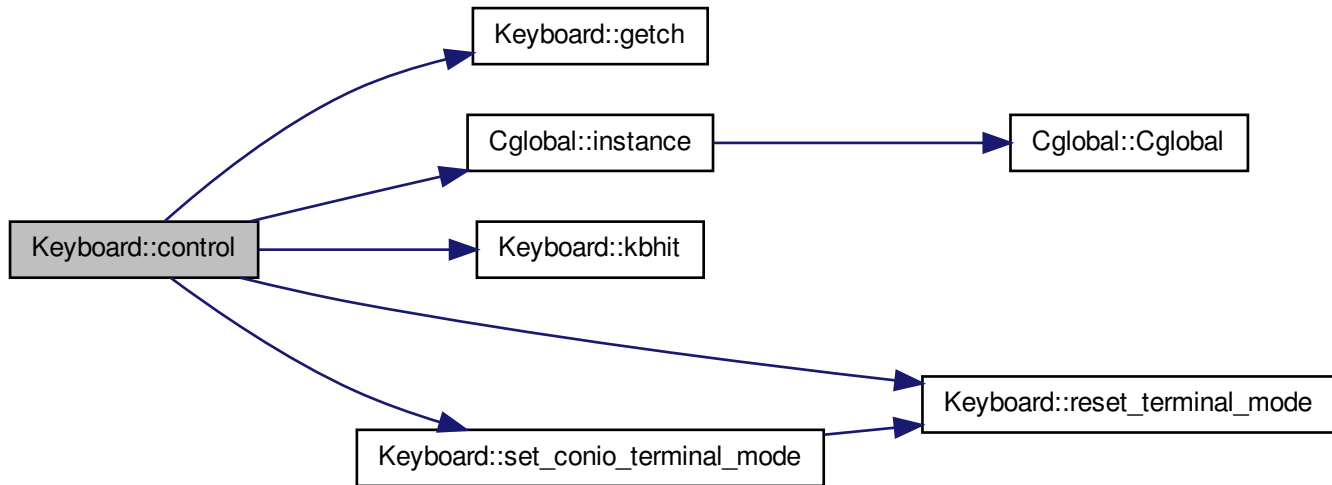 Keyboard::getch
Cglobal::instance
Cglobal::Cglobal
Keyboard::control
Keyboard::kbhit
Keyboard::reset_terminal_mode
Keyboard::set_conio_terminal_mode